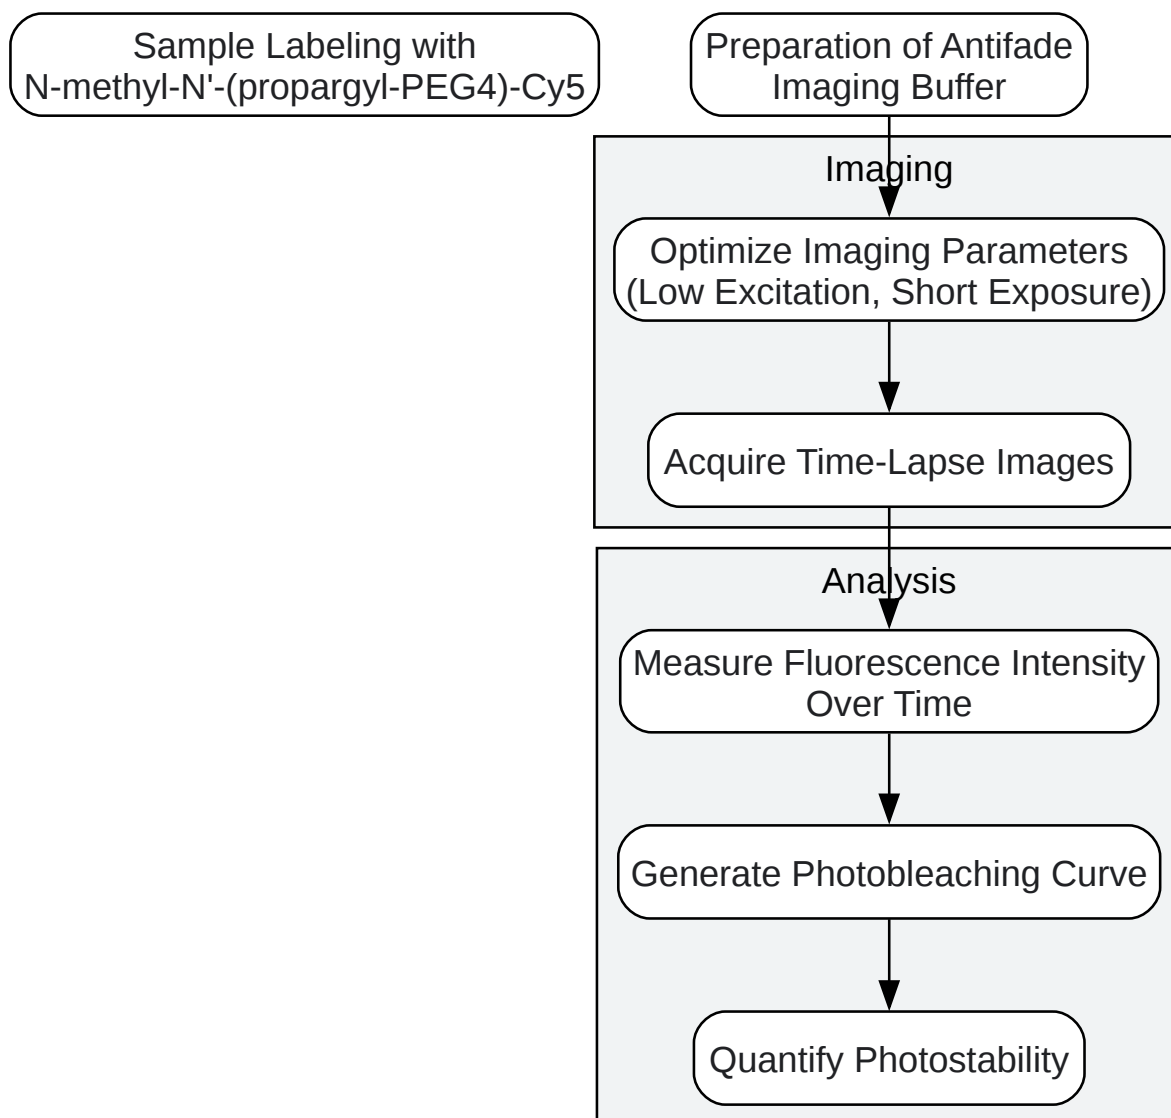 Sample Labeling with
N-methyl-N'-(propargyl-PEG4)-Cy5
Preparation of Antifade
Imaging Buffer
Imaging
Optimize Imaging Parameters
(Low Excitation, Short Exposure)
Acquire Time-Lapse Images
Analysis
Measure Fluorescence Intensity
Over Time
Generate Photobleaching Curve
Quantify Photostability